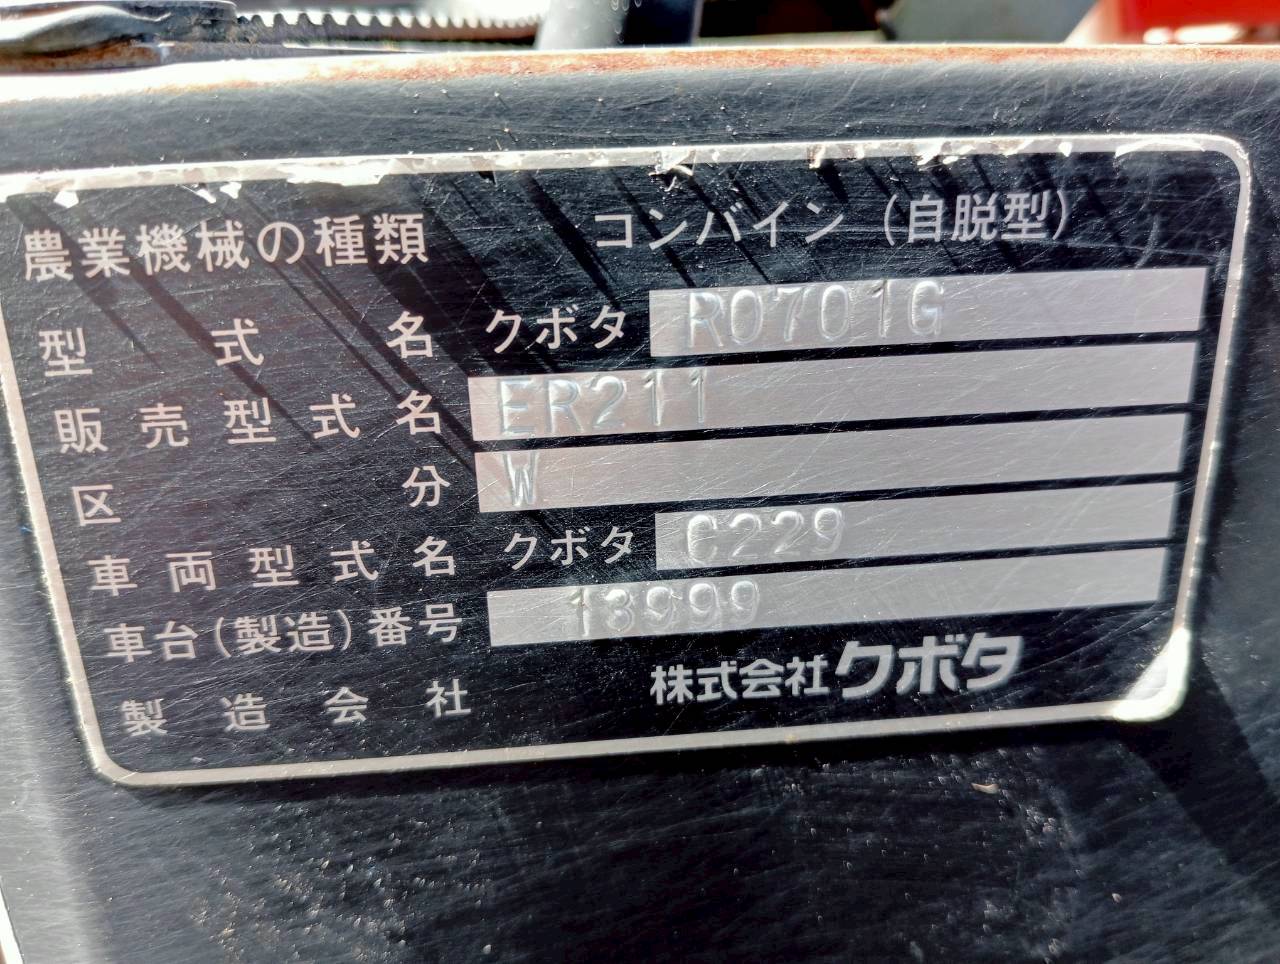 農業機械の種類 コンバイン(自脱型)
型式名 クボタ R0701G
販売型式名 ER211
区分 W
車両型式名 クボタ C229
車台(製造)番号 13999
製造会社 株式会社クボタ